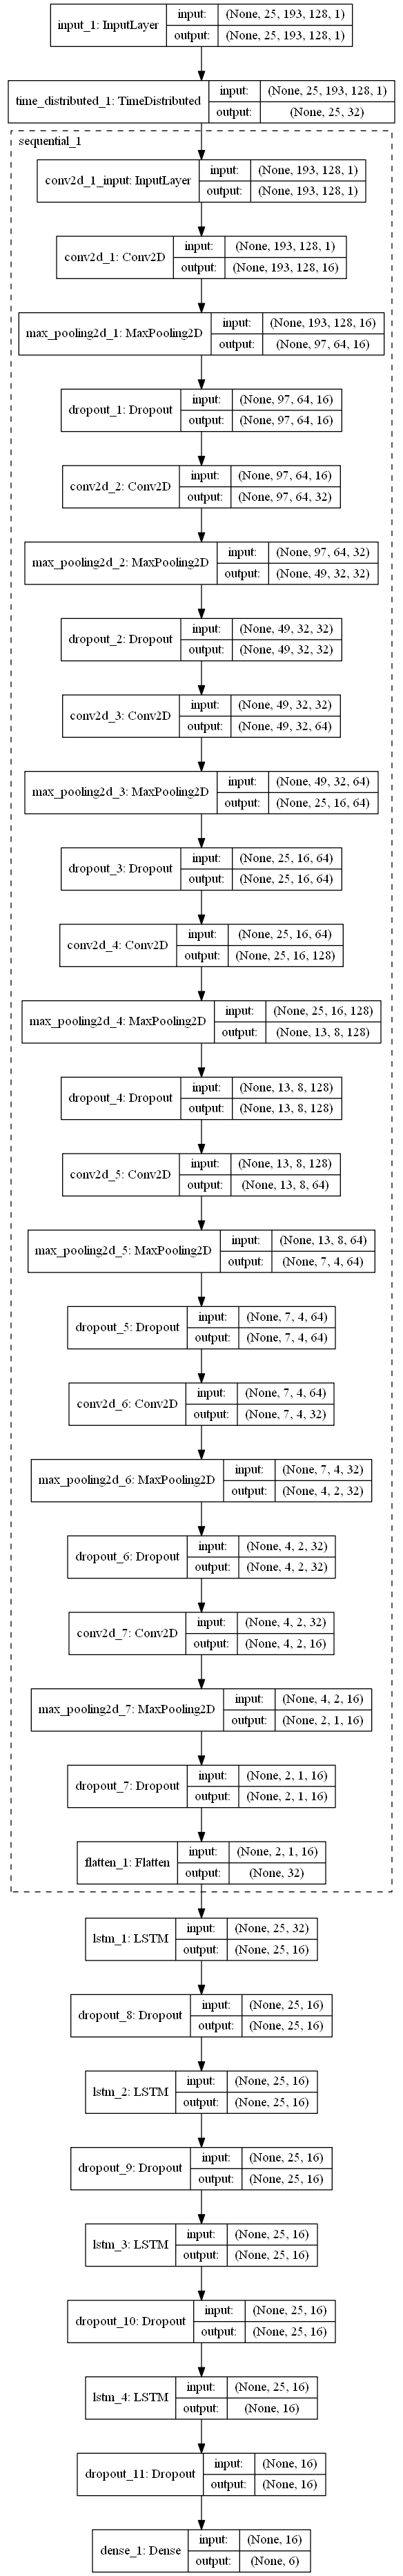 input_1: InputLayer input: (None, 25, 193, 128, 1)
output: (None, 25, 193, 128, 1)
time_distributed_1: TimeDistributed input: (None, 25, 193, 128, 1)
output: (None, 25, 32)
sequential_1
conv2d_1_input: InputLayer input: (None, 193, 128, 1)
output: (None, 193, 128, 1)
conv2d_1: Conv2D input: (None, 193, 128, 1)
output: (None, 193, 128, 16)
max_pooling2d_1: MaxPooling2D input: (None, 193, 128, 16)
output: (None, 97, 64, 16)
dropout_1: Dropout input: (None, 97, 64, 16)
output: (None, 97, 64, 16)
conv2d_2: Conv2D input: (None, 97, 64, 16)
output: (None, 97, 64, 32)
max_pooling2d_2: MaxPooling2D input: (None, 97, 64, 32)
output: (None, 49, 32, 32)
dropout_2: Dropout input: (None, 49, 32, 32)
output: (None, 49, 32, 32)
conv2d_3: Conv2D input: (None, 49, 32, 32)
output: (None, 49, 32, 64)
max_pooling2d_3: MaxPooling2D input: (None, 49, 32, 64)
output: (None, 25, 16, 64)
dropout_3: Dropout input: (None, 25, 16, 64)
output: (None, 25, 16, 64)
conv2d_4: Conv2D input: (None, 25, 16, 64)
output: (None, 25, 16, 128)
max_pooling2d_4: MaxPooling2D input: (None, 25, 16, 128)
output: (None, 13, 8, 128)
dropout_4: Dropout input: (None, 13, 8, 128)
output: (None, 13, 8, 128)
conv2d_5: Conv2D input: (None, 13, 8, 128)
output: (None, 13, 8, 64)
max_pooling2d_5: MaxPooling2D input: (None, 13, 8, 64)
output: (None, 7, 4, 64)
dropout_5: Dropout input: (None, 7, 4, 64)
output: (None, 7, 4, 64)
conv2d_6: Conv2D input: (None, 7, 4, 64)
output: (None, 7, 4, 32)
max_pooling2d_6: MaxPooling2D input: (None, 7, 4, 32)
output: (None, 4, 2, 32)
dropout_6: Dropout input: (None, 4, 2, 32)
output: (None, 4, 2, 32)
conv2d_7: Conv2D input: (None, 4, 2, 32)
output: (None, 4, 2, 16)
max_pooling2d_7: MaxPooling2D input: (None, 4, 2, 16)
output: (None, 2, 1, 16)
dropout_7: Dropout input: (None, 2, 1, 16)
output: (None, 2, 1, 16)
flatten_1: Flatten input: (None, 2, 1, 16)
output: (None, 32)
lstm_1: LSTM input: (None, 25, 32)
output: (None, 25, 16)
dropout_8: Dropout input: (None, 25, 16)
output: (None, 25, 16)
lstm_2: LSTM input: (None, 25, 16)
output: (None, 25, 16)
dropout_9: Dropout input: (None, 25, 16)
output: (None, 25, 16)
lstm_3: LSTM input: (None, 25, 16)
output: (None, 25, 16)
dropout_10: Dropout input: (None, 25, 16)
output: (None, 25, 16)
lstm_4: LSTM input: (None, 25, 16)
output: (None, 16)
dropout_11: Dropout input: (None, 16)
output: (None, 16)
dense_1: Dense input: (None, 16)
output: (None, 6)